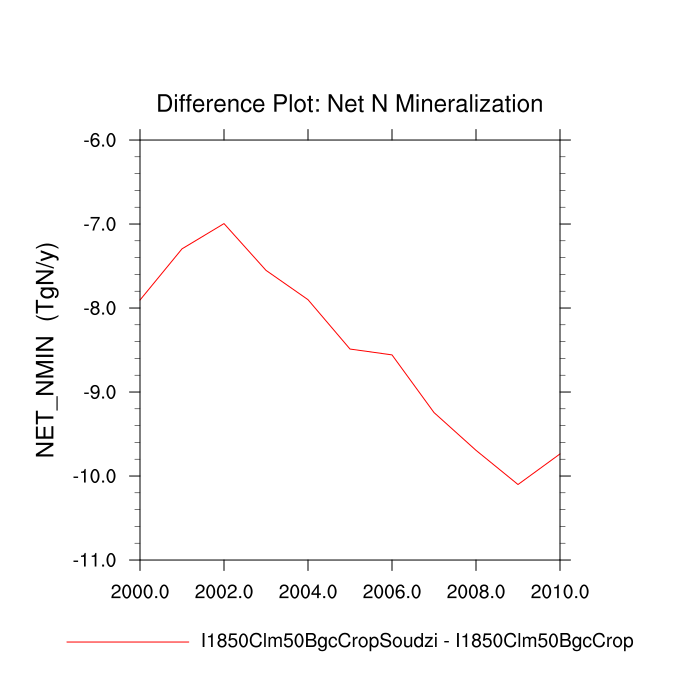 Difference Plot: Net N Mineralization
NET_NMIN (TgN/y)
-6.0
-7.0
-8.0
-9.0
-10.0
-11.0
2000.0 2002.0 2004.0 2006.0 2008.0 2010.0
I1850Clm50BgcCropSoudzi - I1850Clm50BgcCrop